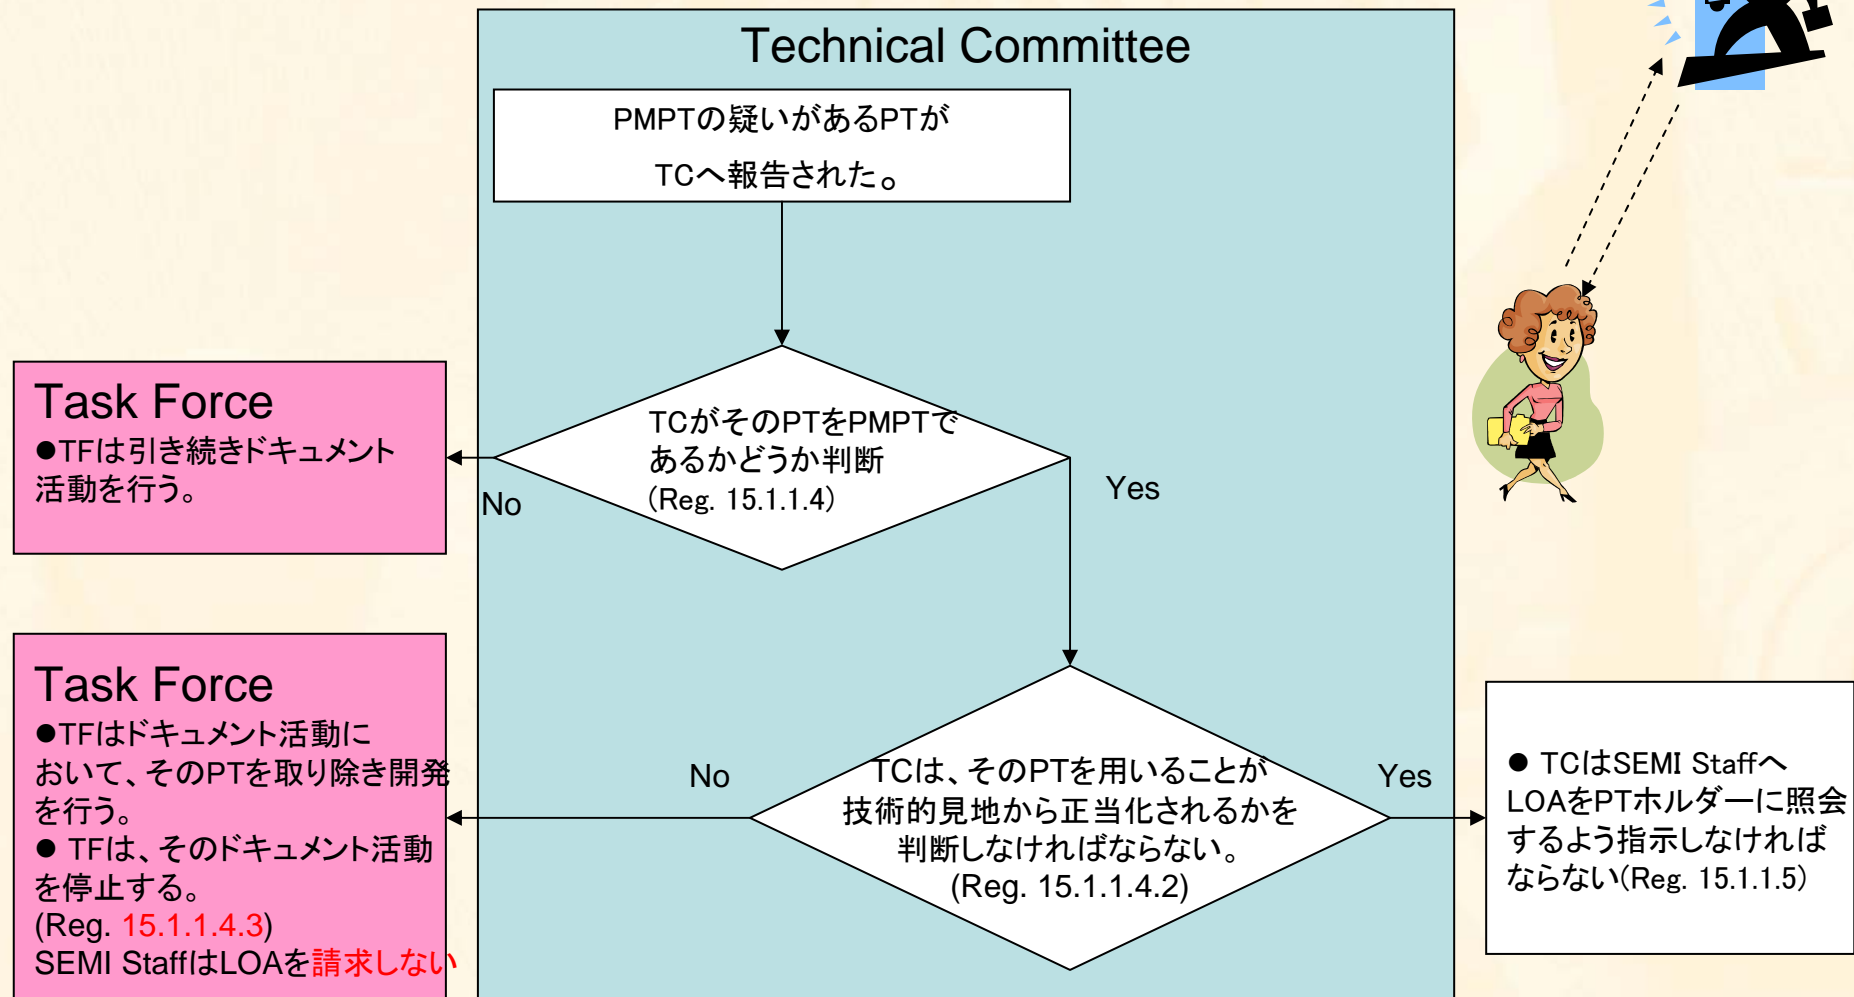 Technical Committee
PMPTの疑いがあるPTが
TCへ報告された。
TCがそのPTをPMPTで
あるかどうか判断
(Reg. 15.1.1.4)
No
Yes
Task Force
●TFは引き続きドキュメント
活動を行う。
TCは、そのPTを用いることが
技術的見地から正当化されるかを
判断しなければならない。
(Reg. 15.1.1.4.2)
No
Yes
Task Force
●TFはドキュメント活動に
おいて、そのPTを取り除き開発
を行う。
● TFは、そのドキュメント活動
を停止する。
(Reg. 15.1.1.4.3)
SEMI StaffはLOAを請求しない
● TCはSEMI Staffへ
LOAをPTホルダーに照会
するよう指示しなければ
ならない(Reg. 15.1.1.5)